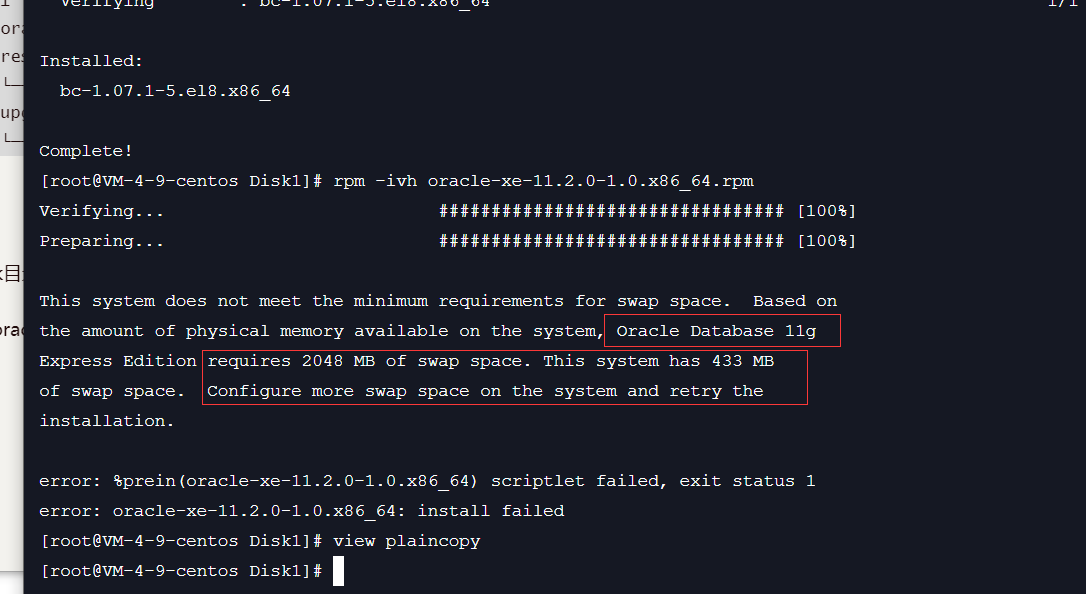 Verifying : bc-1.07.1-5.el8.x86_64 1/1
Installed:
bc-1.07.1-5.el8.x86_64
Complete!
[root@VM-4-9-centos Disk1]# rpm -ivh oracle-xe-11.2.0-1.0.x86_64.rpm
Verifying... ################################# [100%]
Preparing... ################################# [100%]
This system does not meet the minimum requirements for swap space. Based on
the amount of physical memory available on the system, Oracle Database 11g
Express Edition requires 2048 MB of swap space. This system has 433 MB
of swap space. Configure more swap space on the system and retry the
installation.
error: %prein(oracle-xe-11.2.0-1.0.x86_64) scriptlet failed, exit status 1
error: oracle-xe-11.2.0-1.0.x86_64: install failed
[root@VM-4-9-centos Disk1]# view plaincopy
[root@VM-4-9-centos Disk1]#